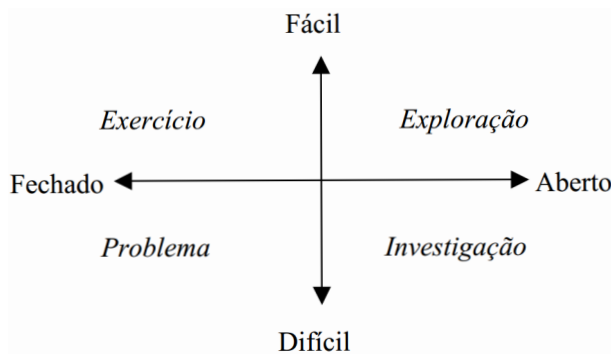 Fácil
Exercício Exploração
Fechado Aberto
Problema Investigação
Difícil